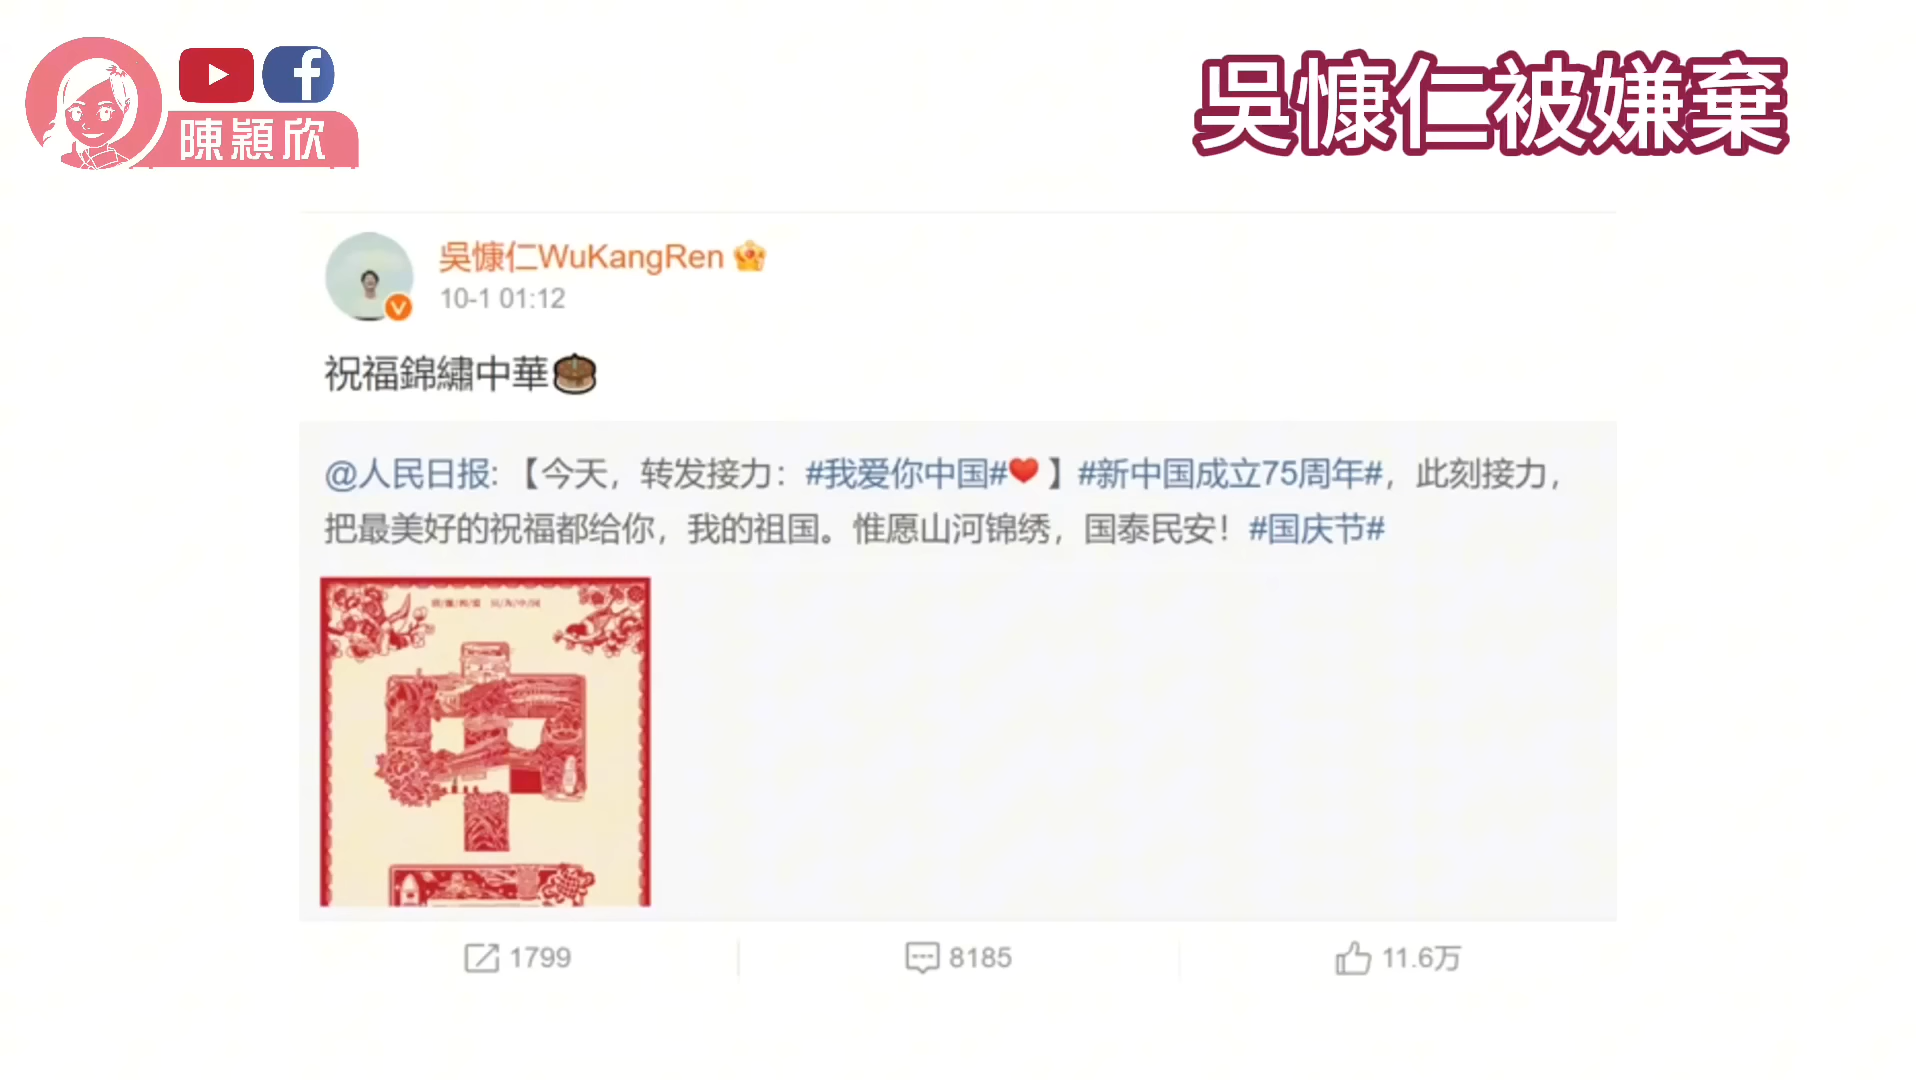 陳穎欣
吳慷仁被嫌棄
吳慷仁WuKangRen
10-1 01:12
祝福錦繡中華
@人民日报:【今天，转发接力：#我爱你中国#❤】#新中国成立75周年#，此刻接力，
把最美好的祝福都给你，我的祖国。惟愿山河锦绣，国泰民安！#国庆节#
中
1799
8185
11.6万